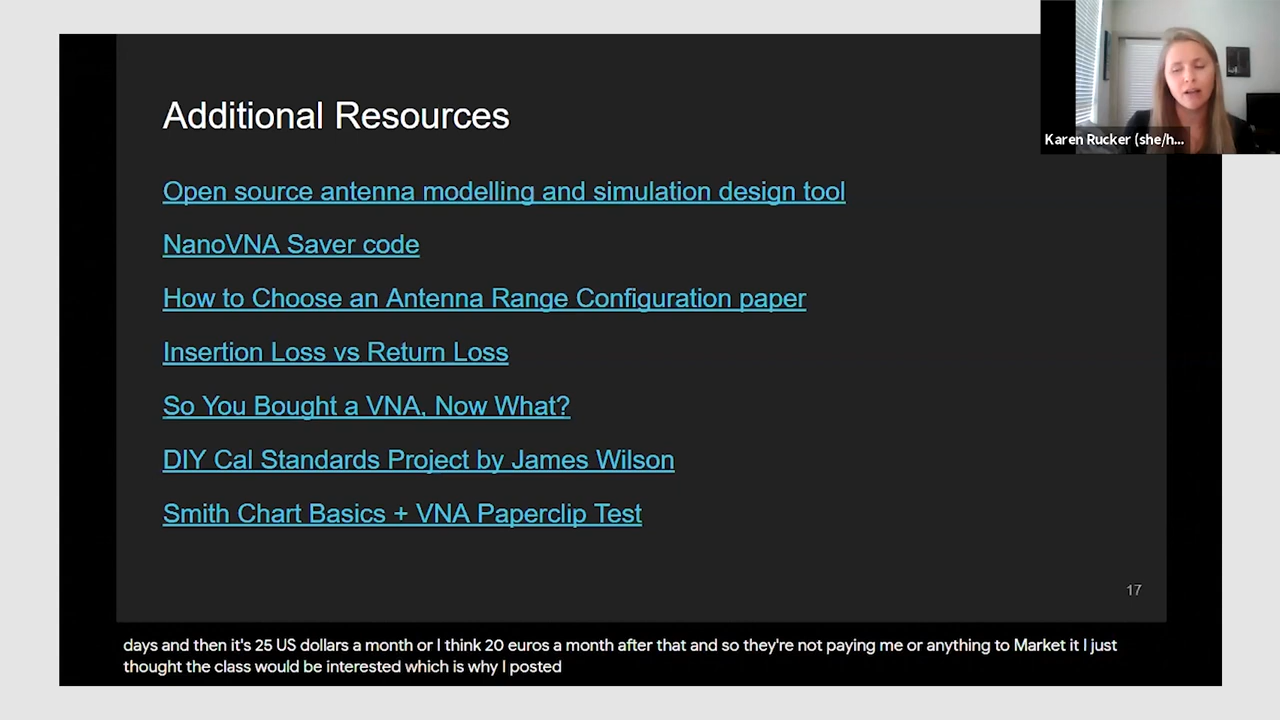 Additional Resources
Karen Rucker (she/h...
Open source antenna modelling and simulation design tool
NanoVNA Saver code
How to Choose an Antenna Range Configuration paper
Insertion Loss vs Return Loss
So You Bought a VNA, Now What?
DIY Cal Standards Project by James Wilson
Smith Chart Basics + VNA Paperclip Test
17
days and then it's 25 US dollars a month or I think 20 euros a month after that and so they're not paying me or anything to Market it I just
thought the class would be interested which is why I posted